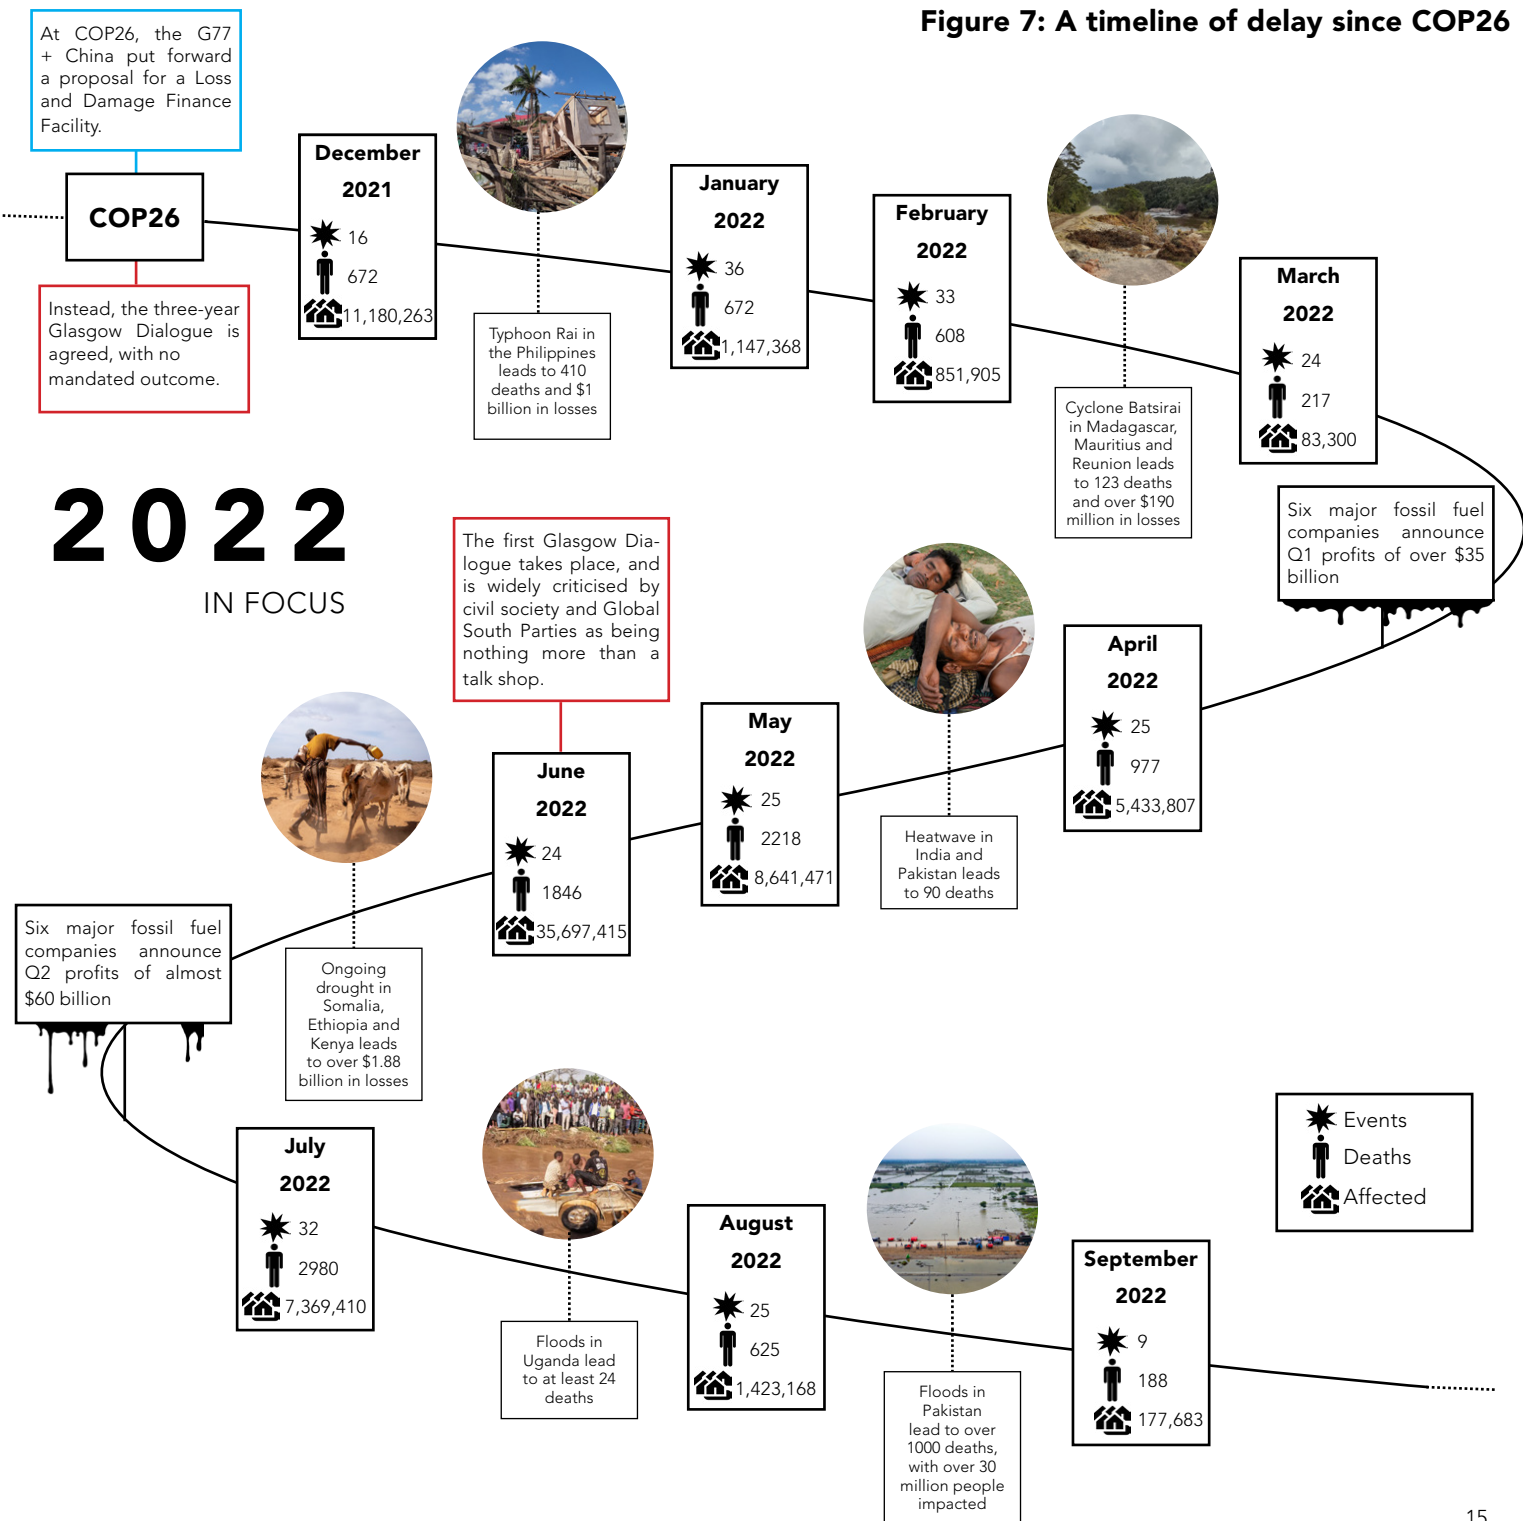 Figure 7: A timeline of delay since COP26
At COP26, the G77
+ China put forward
a proposal for a Loss
and Damage Finance
Facility.
COP26
Instead, the three-year
Glasgow Dialogue is
agreed, with no
mandated outcome.
December
2021
16
672
11,180,263
Typhoon Rai in
the Philippines
leads to 410
deaths and $1
billion in losses
January
2022
36
672
1,147,368
February
2022
33
608
851,905
Cyclone Batsirai
in Madagascar,
Mauritius and
Reunion leads
to 123 deaths
and over $190
million in losses
March
2022
24
217
83,300
Six major fossil fuel
companies announce
Q1 profits of over $35
billion
2022
IN FOCUS
April
2022
25
977
5,433,807
Heatwave in
India and
Pakistan leads
to 90 deaths
May
2022
25
2218
8,641,471
The first Glasgow Dia-
logue takes place, and
is widely criticised by
civil society and Global
South Parties as being
nothing more than a
talk shop.
June
2022
24
1846
35,697,415
Ongoing
drought in
Somalia,
Ethiopia and
Kenya leads
to over $1.88
billion in losses
Six major fossil fuel
companies announce
Q2 profits of almost
$60 billion
July
2022
32
2980
7,369,410
Floods in
Uganda lead
to at least 24
deaths
August
2022
25
625
1,423,168
Floods in
Pakistan
lead to over
1000 deaths,
with over 30
million people
impacted
September
2022
9
188
177,683
Events
Deaths
Affected
15